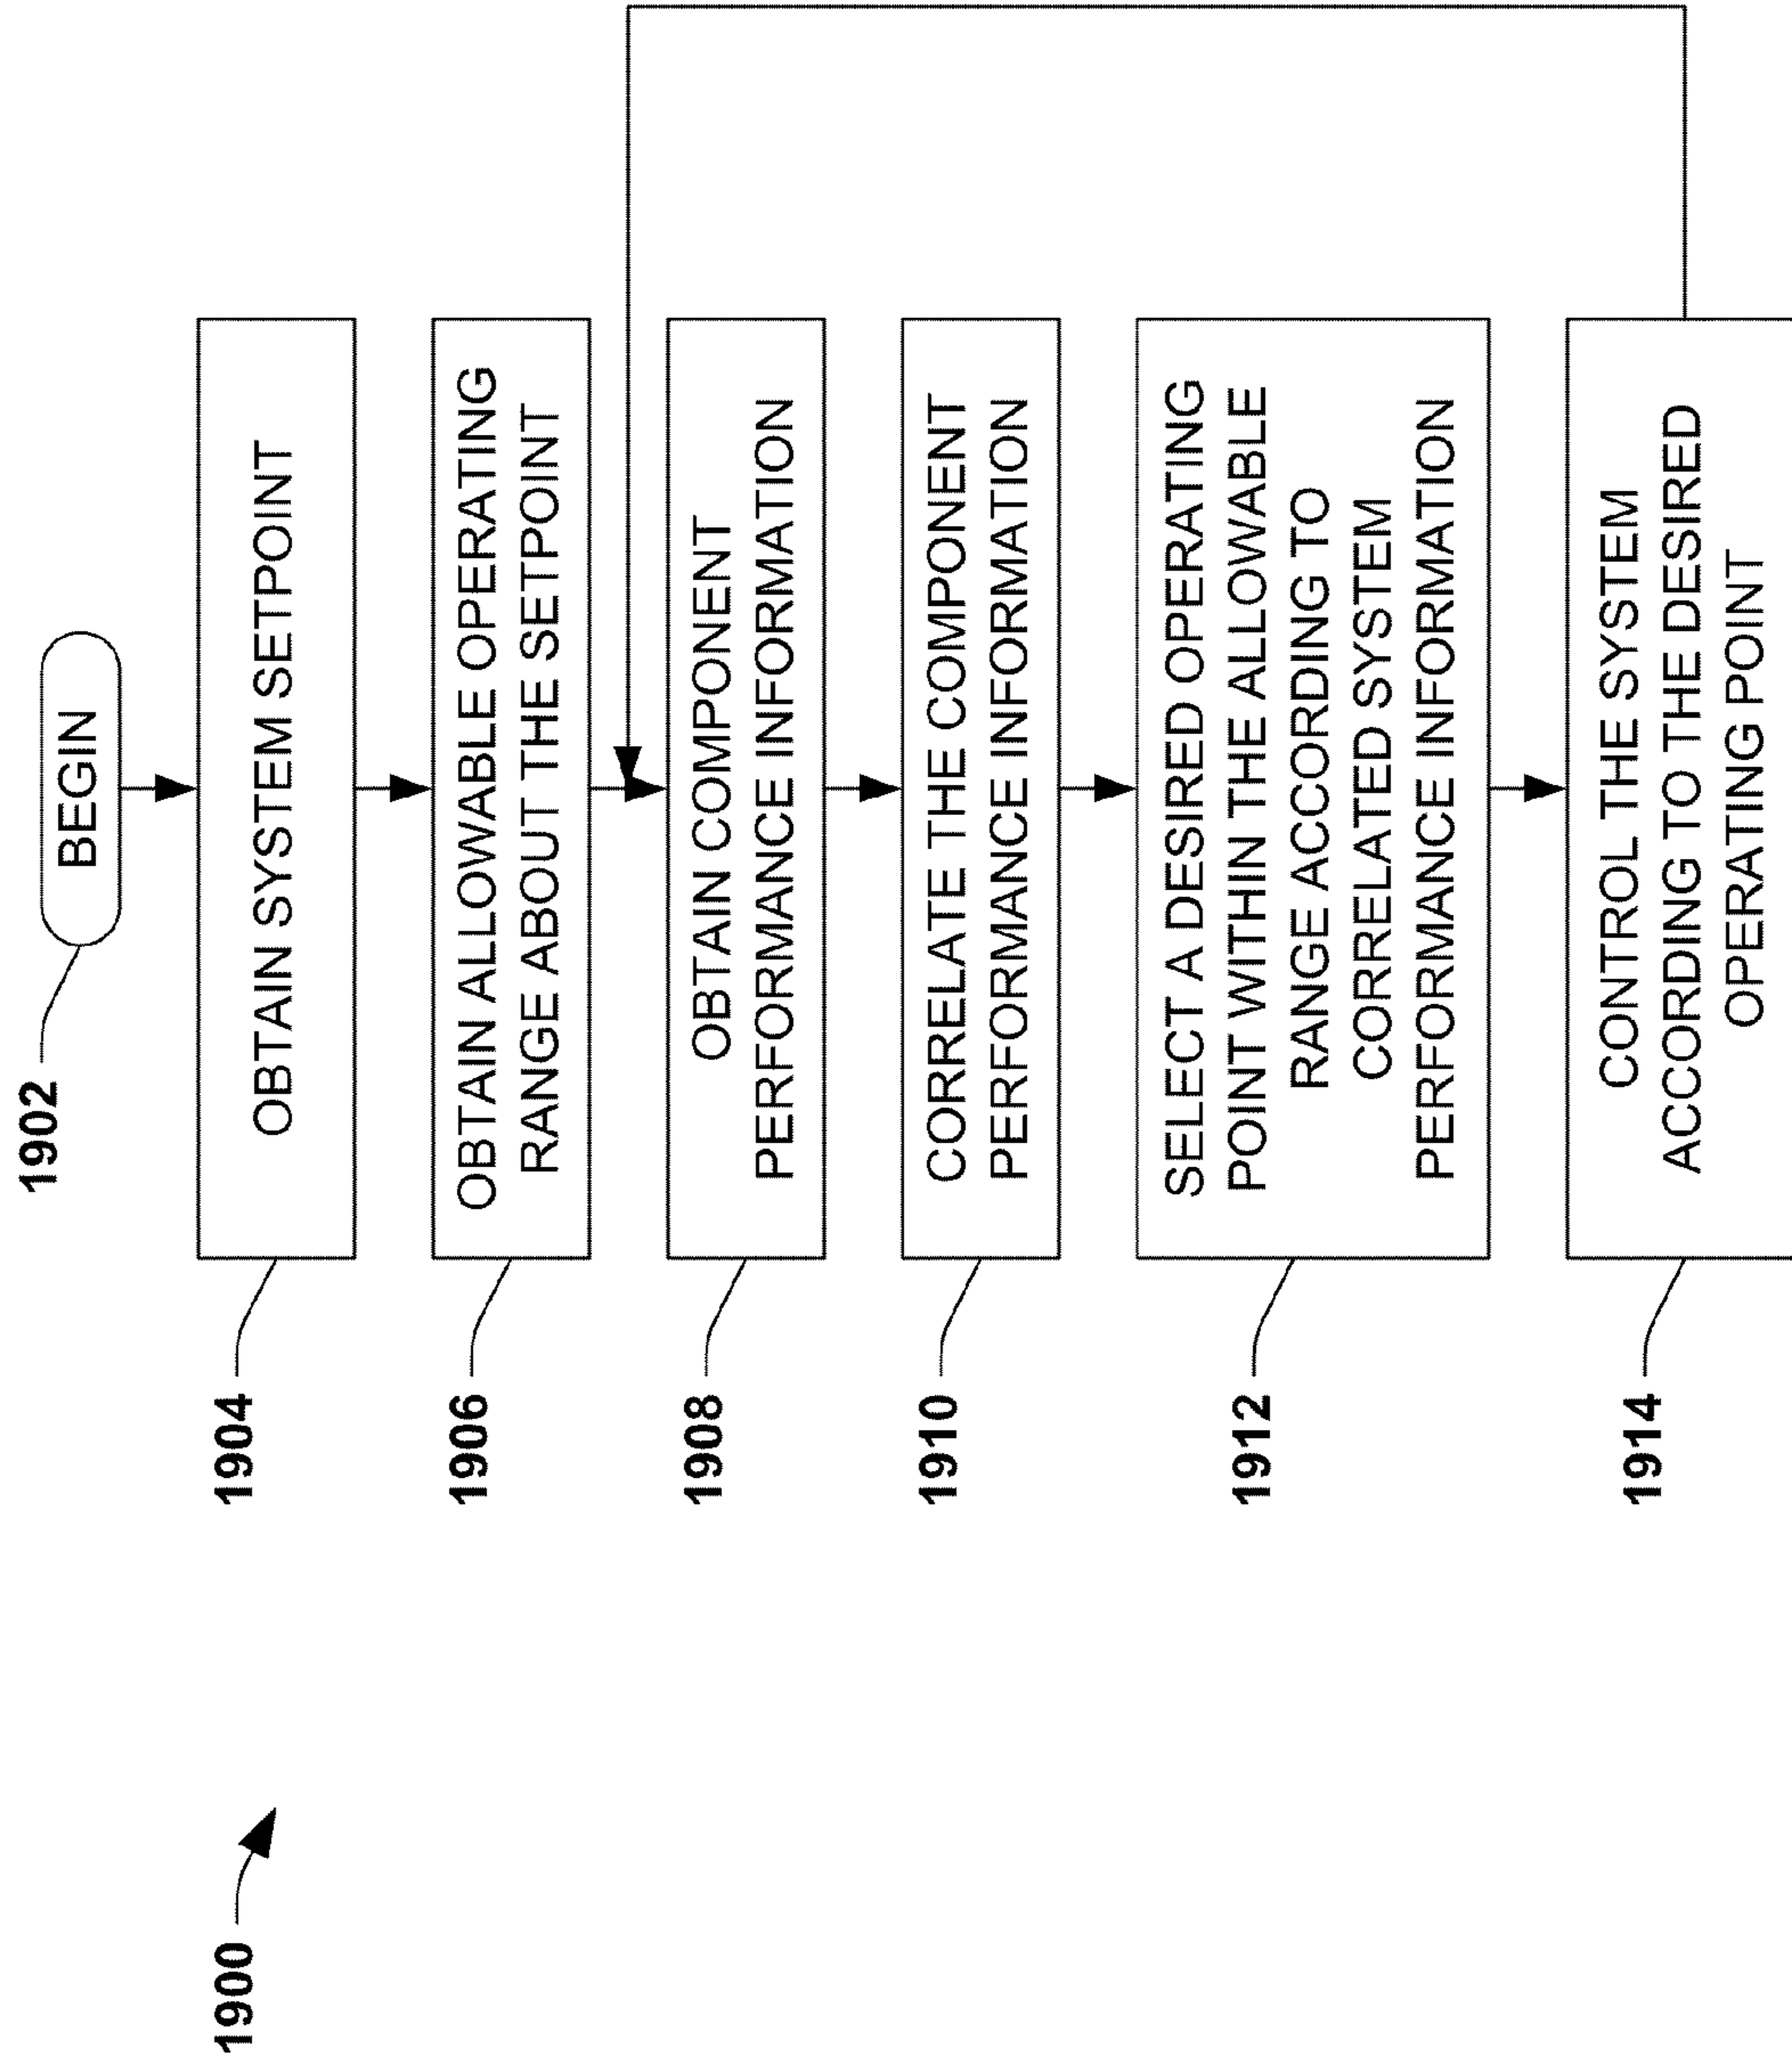 1900
1902
BEGIN
1904
OBTAIN SYSTEM SETPOINT
1906
OBTAIN ALLOWABLE OPERATING
RANGE ABOUT THE SETPOINT
1908
OBTAIN COMPONENT
PERFORMANCE INFORMATION
1910
CORRELATE THE COMPONENT
PERFORMANCE INFORMATION
1912
SELECT A DESIRED OPERATING
POINT WITHIN THE ALLOWABLE
RANGE ACCORDING TO
CORRELATED SYSTEM
PERFORMANCE INFORMATION
1914
CONTROL THE SYSTEM
ACCORDING TO THE DESIRED
OPERATING POINT